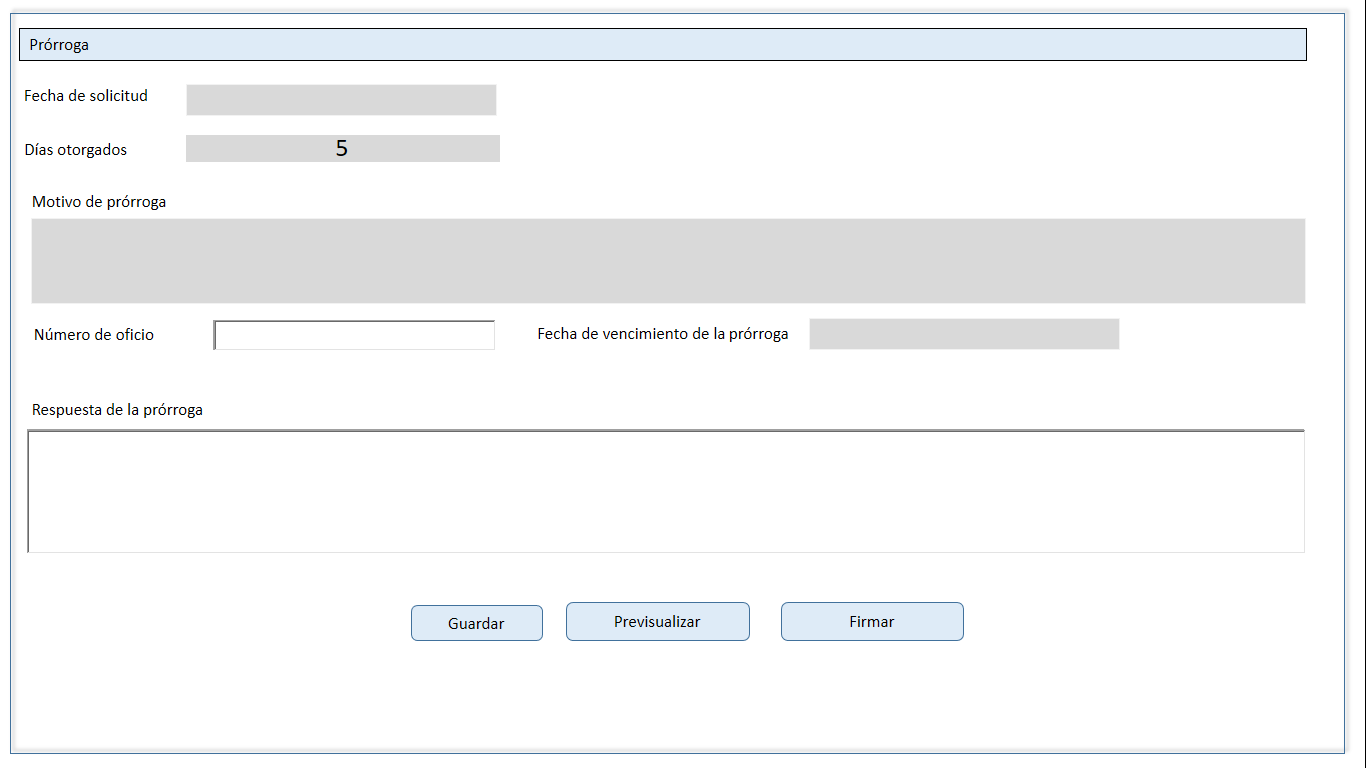 Prórroga
Fecha de solicitud
Días otorgados 5
Motivo de prórroga
Número de oficio Fecha de vencimiento de la prórroga
Respuesta de la prórroga
Guardar Previsualizar Firmar